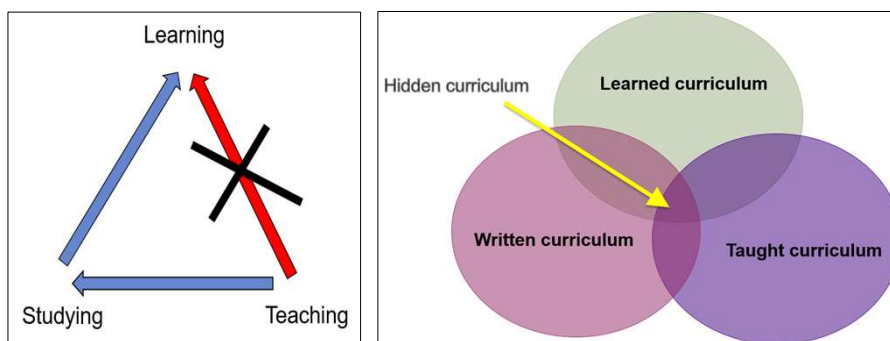 Learning
Studying
Teaching
Hidden curriculum
Learned curriculum
Written curriculum
Taught curriculum